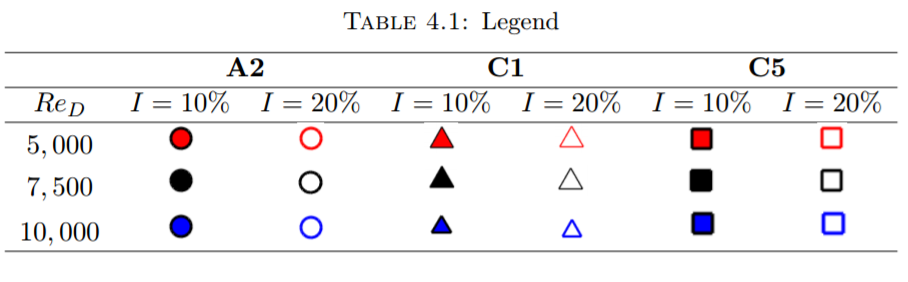 TABLE 4.1: Legend
A2 C1 C5
Re_D I = 10% I = 20% I = 10% I = 20% I = 10% I = 20%
5,000
7,500
10,000